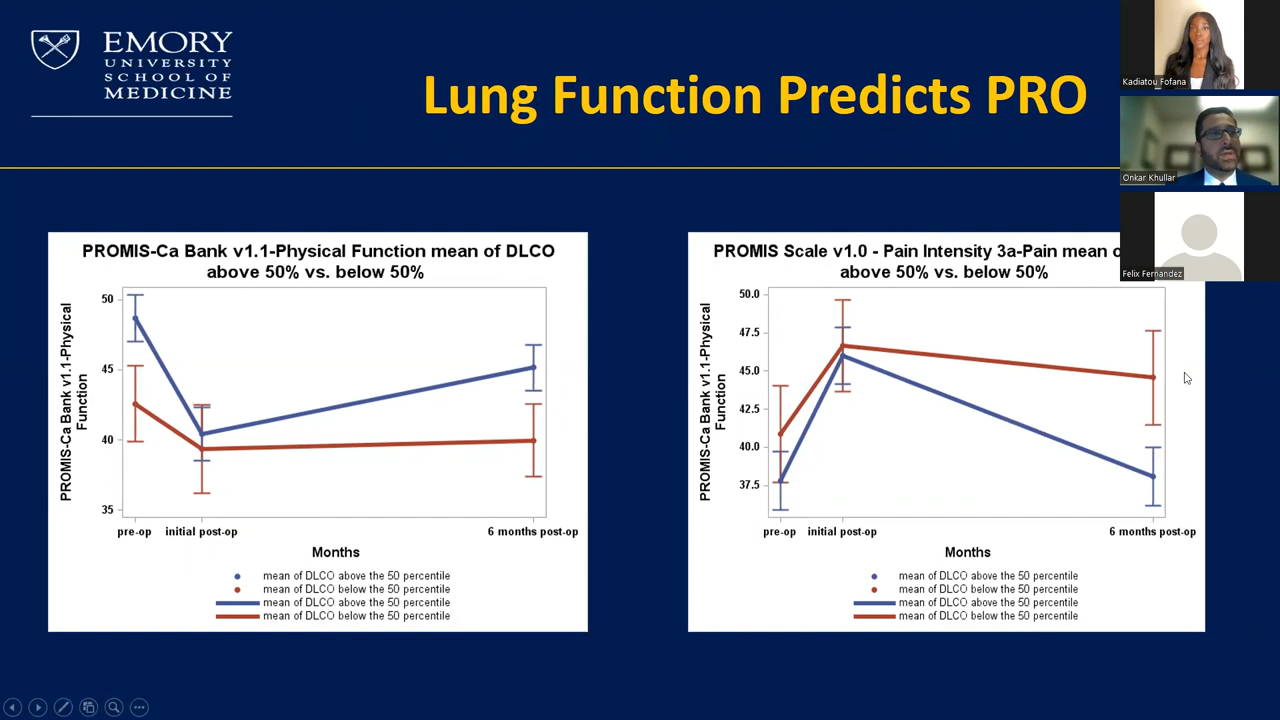 EMORY
UNIVERSITY
SCHOOL OF
MEDICINE
Lung Function Predicts PRO
Kadiatou Fofana
Onkar Khullar
Felix Fernandez
PROMIS-Ca Bank v1.1-Physical Function mean of DLCO
above 50% vs. below 50%
PROMIS-Ca Bank v1.1-Physical
Function
50
45
40
35
pre-op
initial post-op
6 months post-op
Months
mean of DLCO above the 50 percentile
mean of DLCO below the 50 percentile
mean of DLCO above the 50 percentile
mean of DLCO below the 50 percentile
PROMIS Scale v1.0 - Pain Intensity 3a-Pain mean
above 50% vs. below 50%
PROMIS-Ca Bank v1.1-Physical
Function
50.0
47.5
45.0
42.5
40.0
37.5
pre-op
initial post-op
6 months post-op
Months
mean of DLCO above the 50 percentile
mean of DLCO below the 50 percentile
mean of DLCO above the 50 percentile
mean of DLCO below the 50 percentile